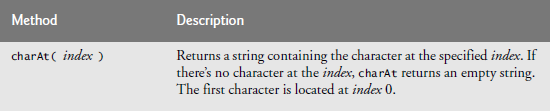 Method Description
charAt( index ) Returns a string containing the character at the specified index. If
there's no character at the index, charAt returns an empty string.
The first character is located at index 0.